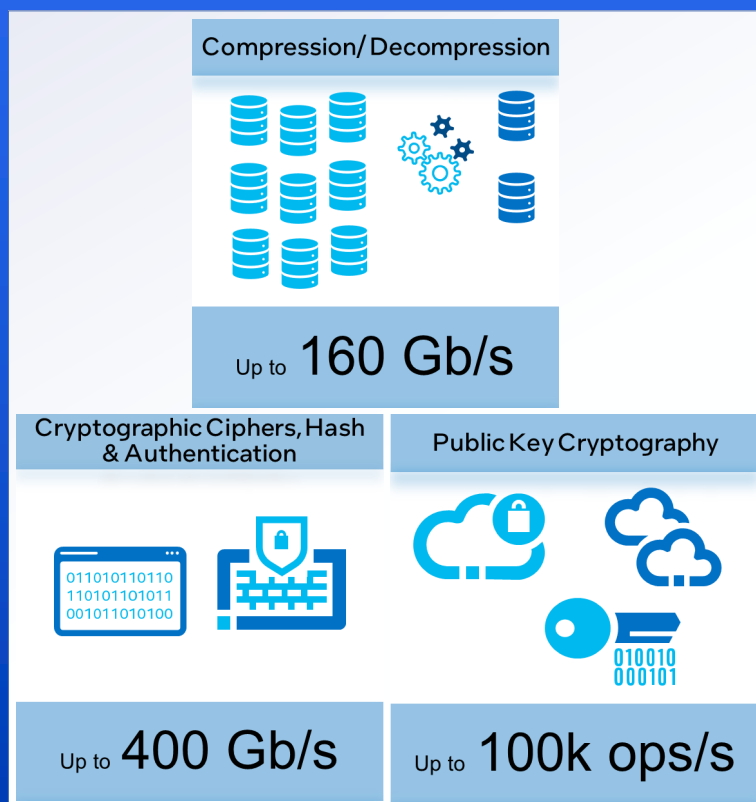 Compression/ Decompression
Up to 160 Gb/s
Cryptographic Ciphers, Hash
& Authentication
011010110110
110101101011
001011010100
Up to 400 Gb/s
Public Key Cryptography
010010
000101
Up to 100k ops/s